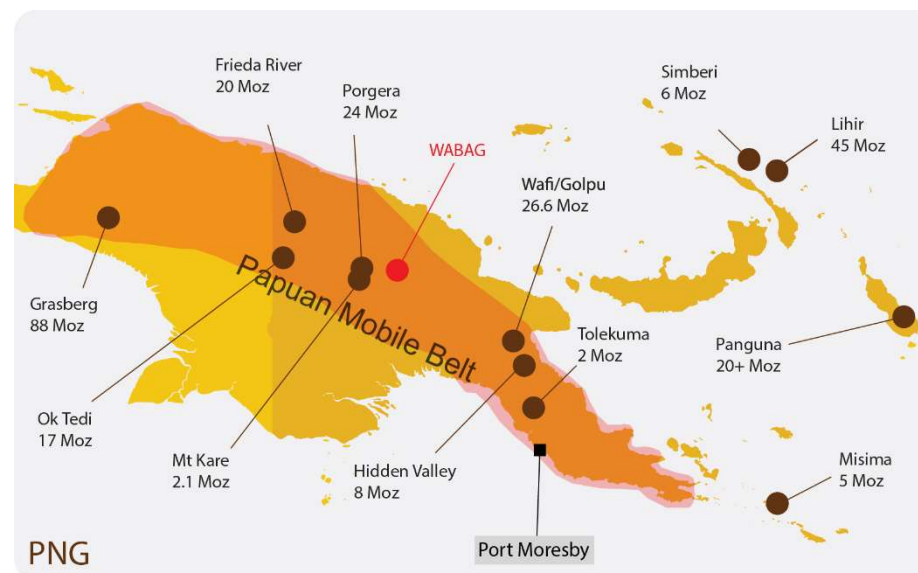 Frieda River
20 Moz
Porgera
24 Moz
WABAG
Simberi
6 Moz
Lihir
45 Moz
Wafi/Golpu
26.6 Moz
Grasberg
88 Moz
Papuan Mobile Belt
Tolekuma
2 Moz
Panguna
20+ Moz
Ok Tedi
17 Moz
Mt Kare
2.1 Moz
Hidden Valley
8 Moz
Misima
5 Moz
Port Moresby
PNG